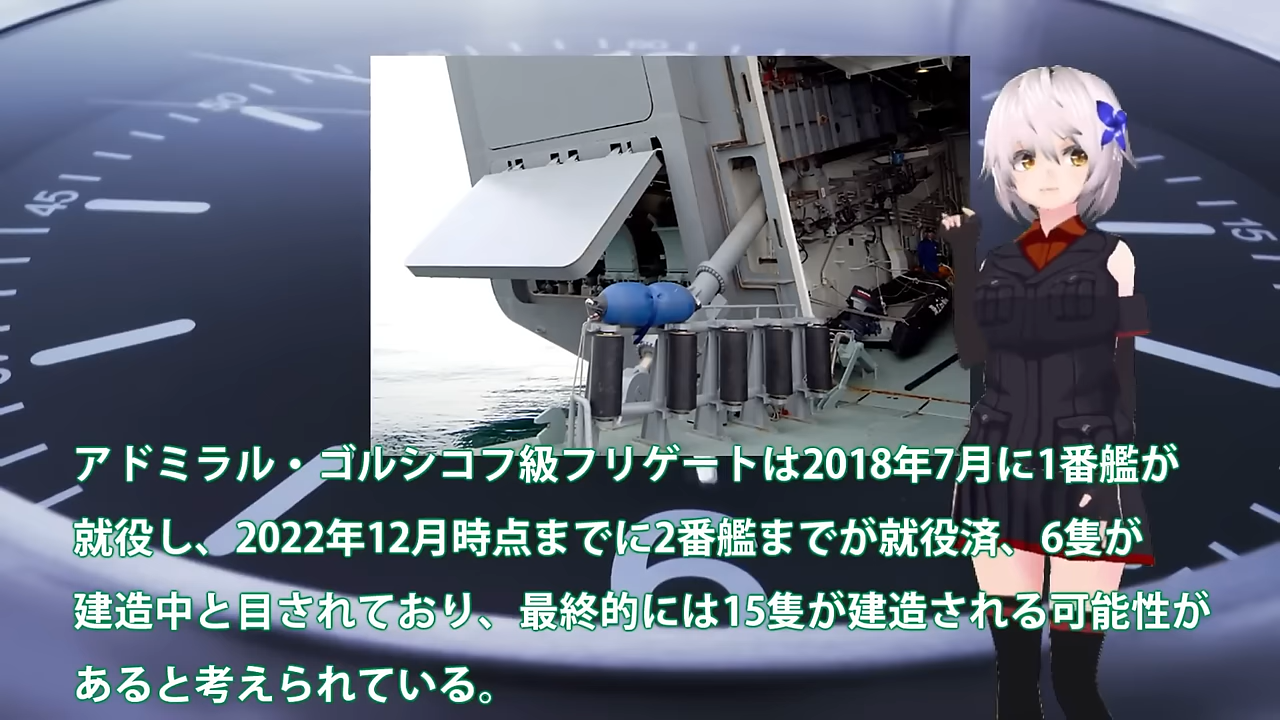 45
15
アドミラル・ゴルシコフ級フリゲートは2018年7月に1番艦が
就役し、2022年12月時点までに2番艦までが就役済、6隻が
建造中と目されており、最終的には15隻が建造される可能性が
あると考えられている。
6